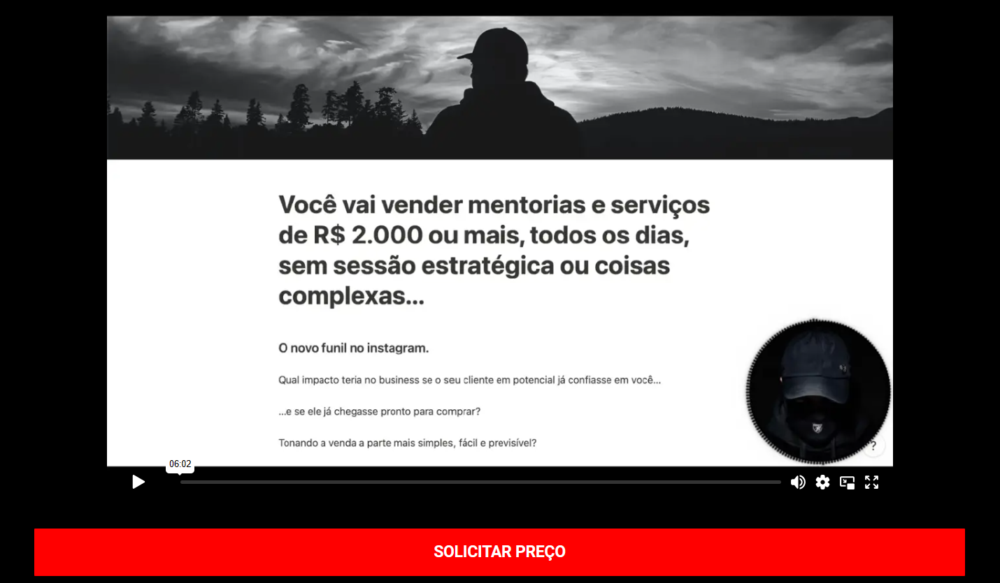 Você vai vender mentorias e serviços
de R$ 2.000 ou mais, todos os dias,
sem sessão estratégica ou coisas
complexas...
O novo funil no instagram.
Qual impacto teria no business se o seu cliente em potencial já confiasse em você...
...e se ele já chegasse pronto para comprar?
Tonando a venda a parte mais simples, fácil e previsível?
?
06:02
SOLICITAR PREÇO